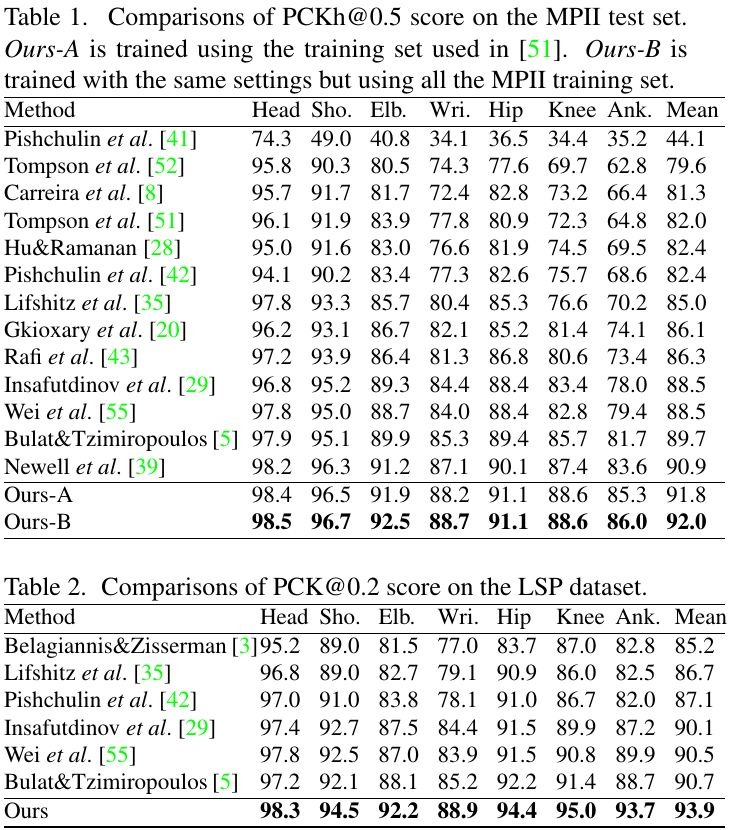 Table 1. Comparisons of PCKh@0.5 score on the MPII test set.
Ours-A is trained using the training set used in [51]. Ours-B is
trained with the same settings but using all the MPII training set.
Method Head Sho. Elb. Wri. Hip Knee Ank. Mean
Pishchulin et al. [41] 74.3 49.0 40.8 34.1 36.5 34.4 35.2 44.1
Tompson et al. [52] 95.8 90.3 80.5 74.3 77.6 69.7 62.8 79.6
Carreira et al. [8] 95.7 91.7 81.7 72.4 82.8 73.2 66.4 81.3
Tompson et al. [51] 96.1 91.9 83.9 77.8 80.9 72.3 64.8 82.0
Hu&Ramanan [28] 95.0 91.6 83.0 76.6 81.9 74.5 69.5 82.4
Pishchulin et al. [42] 94.1 90.2 83.4 77.3 82.6 75.7 68.6 82.4
Lifshitz et al. [35] 97.8 93.3 85.7 80.4 85.3 76.6 70.2 85.0
Gkioxary et al. [20] 96.2 93.1 86.7 82.1 85.2 81.4 74.1 86.1
Rafi et al. [43] 97.2 93.9 86.4 81.3 86.8 80.6 73.4 86.3
Insafutdinov et al. [29] 96.8 95.2 89.3 84.4 88.4 83.4 78.0 88.5
Wei et al. [55] 97.8 95.0 88.7 84.0 88.4 82.8 79.4 88.5
Bulat&Tzimiropoulos [5] 97.9 95.1 89.9 85.3 89.4 85.7 81.7 89.7
Newell et al. [39] 98.2 96.3 91.2 87.1 90.1 87.4 83.6 90.9
Ours-A 98.4 96.5 91.9 88.2 91.1 88.6 85.3 91.8
Ours-B 98.5 96.7 92.5 88.7 91.1 88.6 86.0 92.0
Table 2. Comparisons of PCK@0.2 score on the LSP dataset.
Method Head Sho. Elb. Wri. Hip Knee Ank. Mean
Belagiannis&Zisserman [3] 95.2 89.0 81.5 77.0 83.7 87.0 82.8 85.2
Lifshitz et al. [35] 96.8 89.0 82.7 79.1 90.9 86.0 82.5 86.7
Pishchulin et al. [42] 97.0 91.0 83.8 78.1 91.0 86.7 82.0 87.1
Insafutdinov et al. [29] 97.4 92.7 87.5 84.4 91.5 89.9 87.2 90.1
Wei et al. [55] 97.8 92.5 87.0 83.9 91.5 90.8 89.9 90.5
Bulat&Tzimiropoulos [5] 97.2 92.1 88.1 85.2 92.2 91.4 88.7 90.7
Ours 98.3 94.5 92.2 88.9 94.4 95.0 93.7 93.9